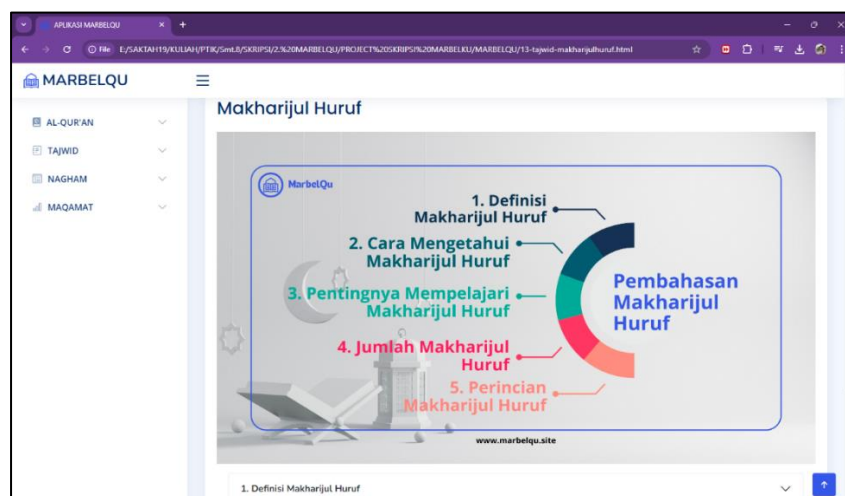 APLIKASI MARBELQU
File E:/SAKTAH19/KULIAH/PTIK/Smt.8/SKRIPSI/2.%20MARBELQU/PROJECT%20SKRIPSI%20MARBELKU/MARBELQU/13-tajwid-makharijulhuruf.html
MARBELQU
AL-QUR'AN
TAJWID
NAGHAM
MAQAMAT
Makharijul Huruf
MarbelQu
1. Definisi
Makharijul Huruf
2. Cara Mengetahui
Makharijul Huruf
3. Pentingnya Mempelajari
Makharijul Huruf
4. Jumlah Makharijul
Huruf
5. Perincian
Makharijul Huruf
Pembahasan
Makharijul
Huruf
www.marbelqu.site
1. Definisi Makharijul Huruf